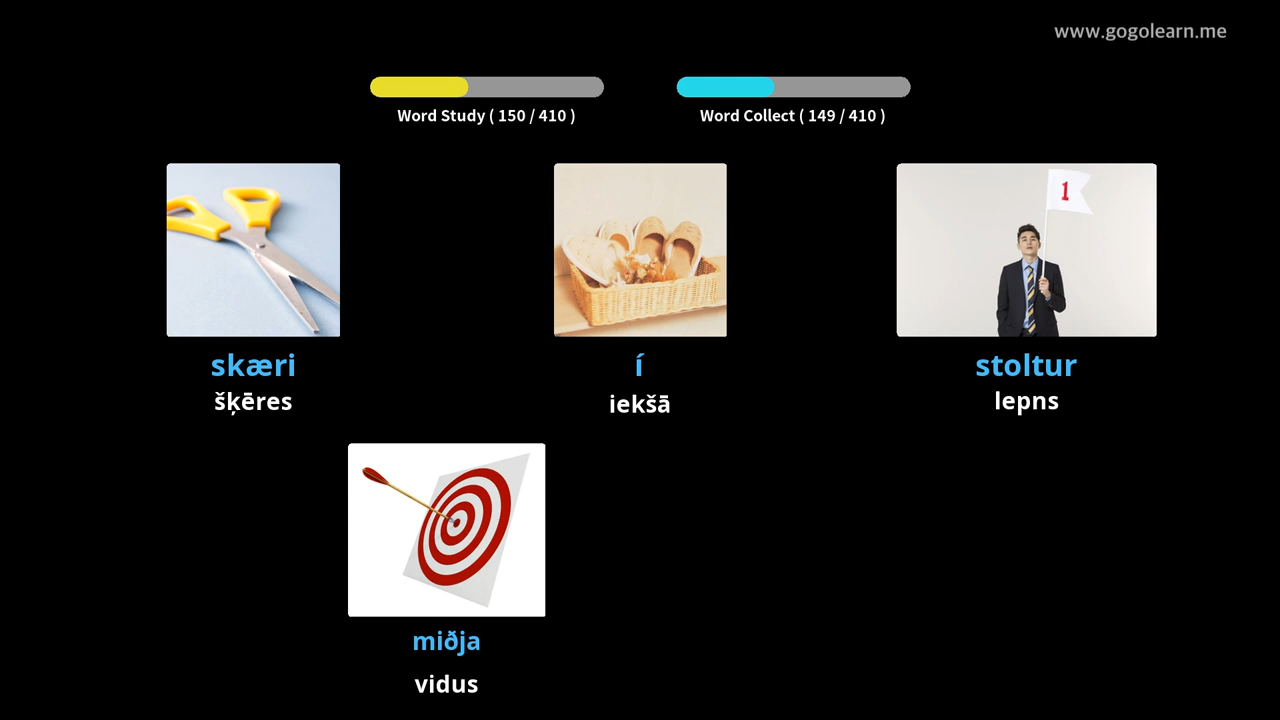 www.gogolearn.me
Word Study ( 150 / 410 )
Word Collect ( 149 / 410 )
1
skæri
šķēres
í
iekšā
stoltur
lepns
miðja
vidus